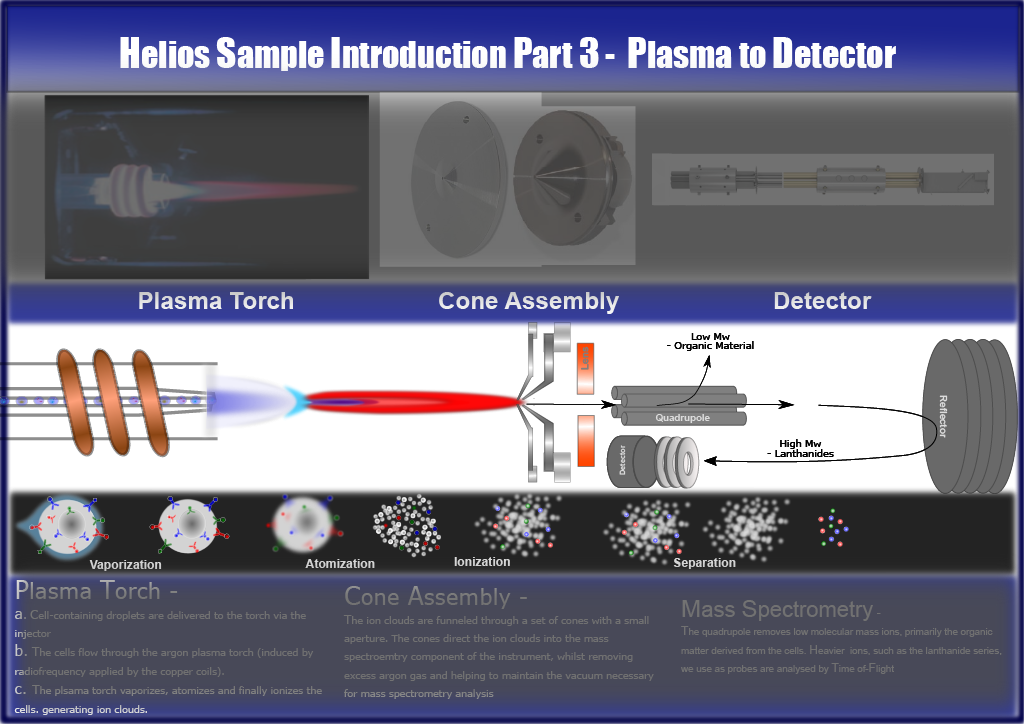 Helios Sample Introduction Part 3 - Plasma to Detector
Plasma Torch
Cone Assembly
Detector
Low Mw
- Organic Material
Lens
Quadrupole
Reflector
High Mw
- Lanthanides
Detector
Vaporization
Atomization
Ionization
Separation
Plasma Torch -
a. Cell-containing droplets are delivered to the torch via the
injector
b. The cells flow through the argon plasma torch (induced by
radiofrequency applied by the copper coils).
c. The plsama torch vaporizes, atomizes and finally ionizes the
cells. generating ion clouds.
Cone Assembly -
The ion clouds are funneled through a set of cones with a small
aperture. The cones direct the ion clouds into the mass
spectroemtry component of the instrument, whilst removing
excess argon gas and helping to maintain the vacuum necessary
for mass spectrometry analysis
Mass Spectrometry -
The quadrupole removes low molecular mass ions, primarily the organic
matter derived from the cells. Heavier ions, such as the lanthanide series,
we use as probes are analysed by Time of-Flight